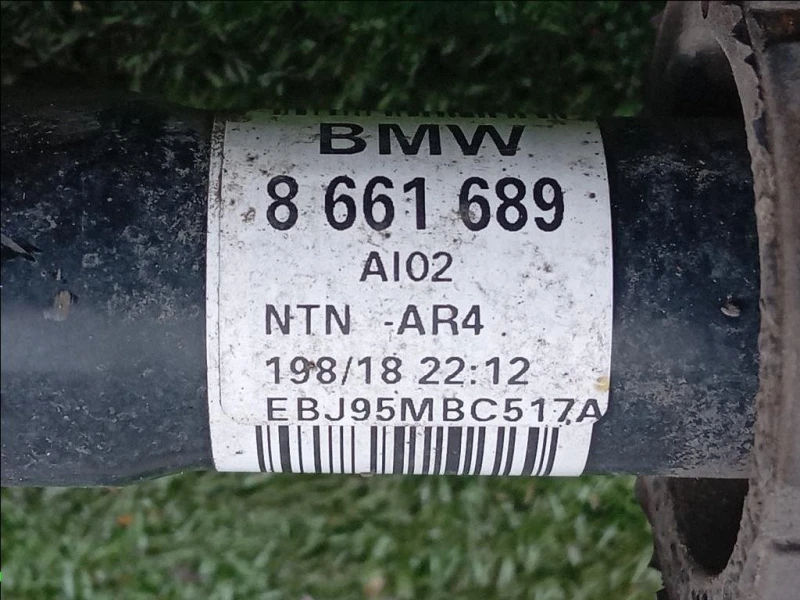 BMW
8 661 689
AI02
NTN -AR4
198/18 22:12
EBJ95MBC517A